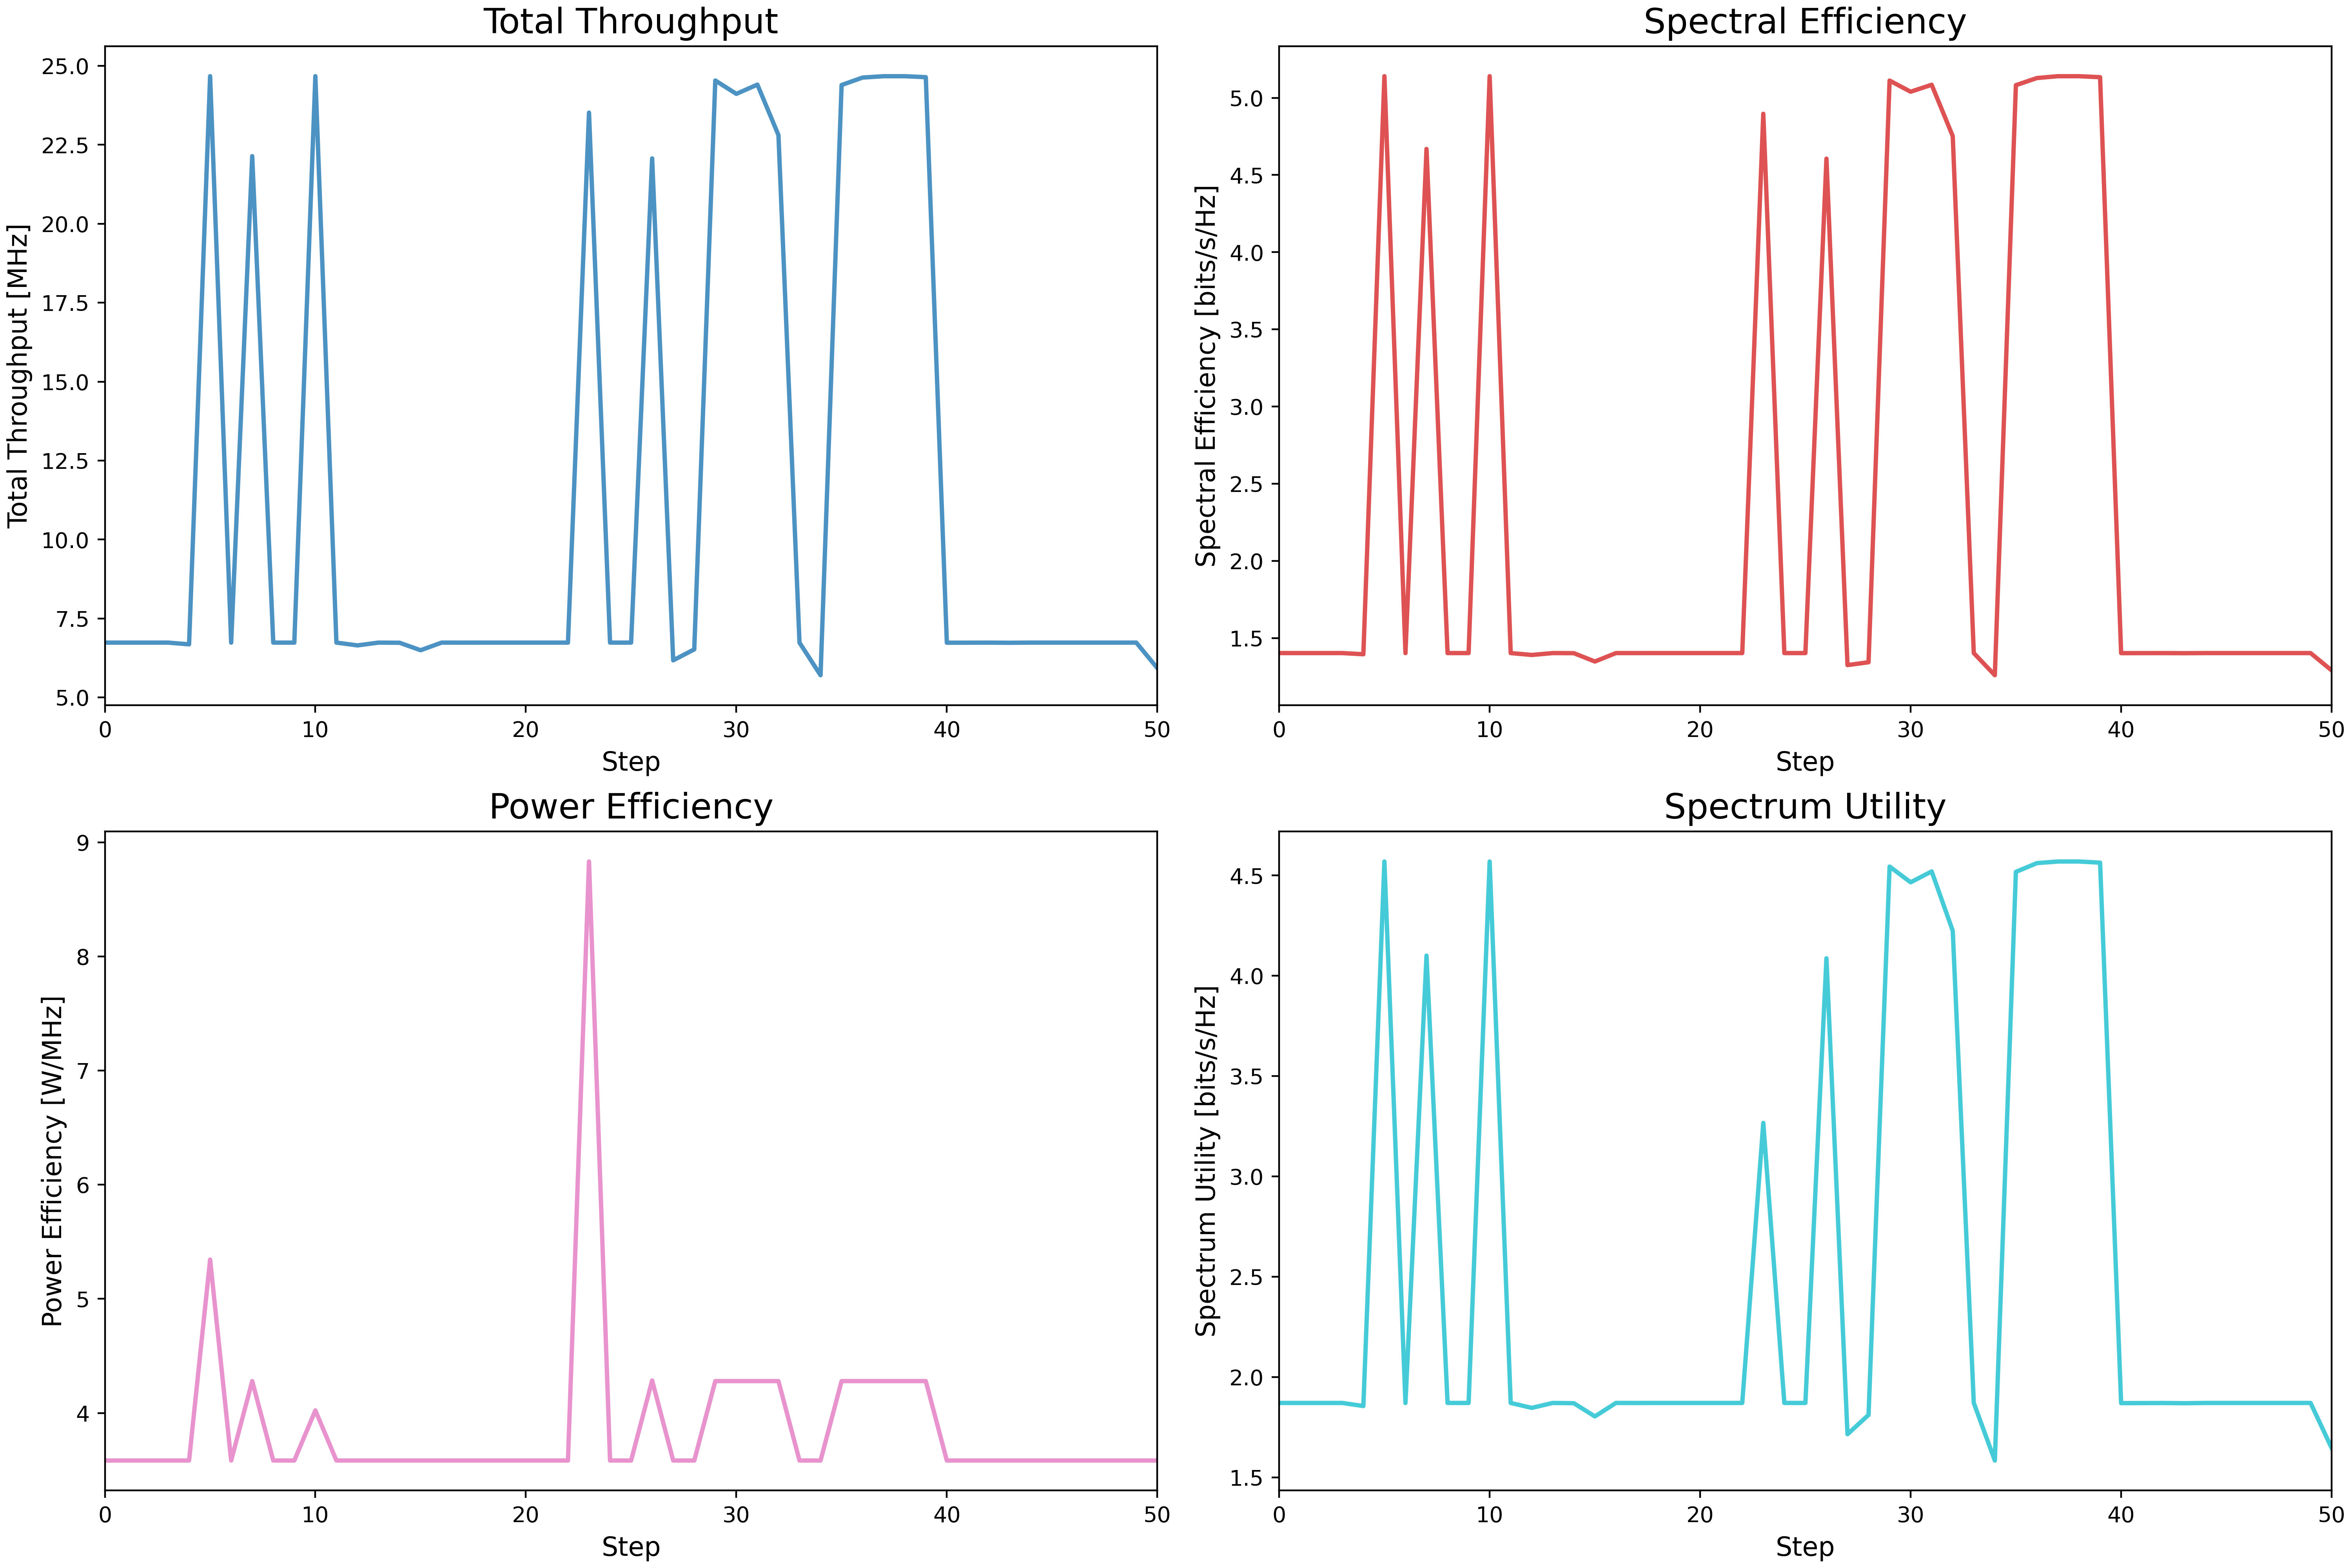 Total Throughput
Total Throughput [MHz]
25.0
22.5
20.0
17.5
15.0
12.5
10.0
7.5
5.0
0 10 20 30 40 50
Step
Spectral Efficiency
Spectral Efficiency [bits/s/Hz]
5.0
4.5
4.0
3.5
3.0
2.5
2.0
1.5
0 10 20 30 40 50
Step
Power Efficiency
Power Efficiency [W/MHz]
9
8
7
6
5
4
0 10 20 30 40 50
Step
Spectrum Utility
Spectrum Utility [bits/s/Hz]
4.5
4.0
3.5
3.0
2.5
2.0
1.5
0 10 20 30 40 50
Step